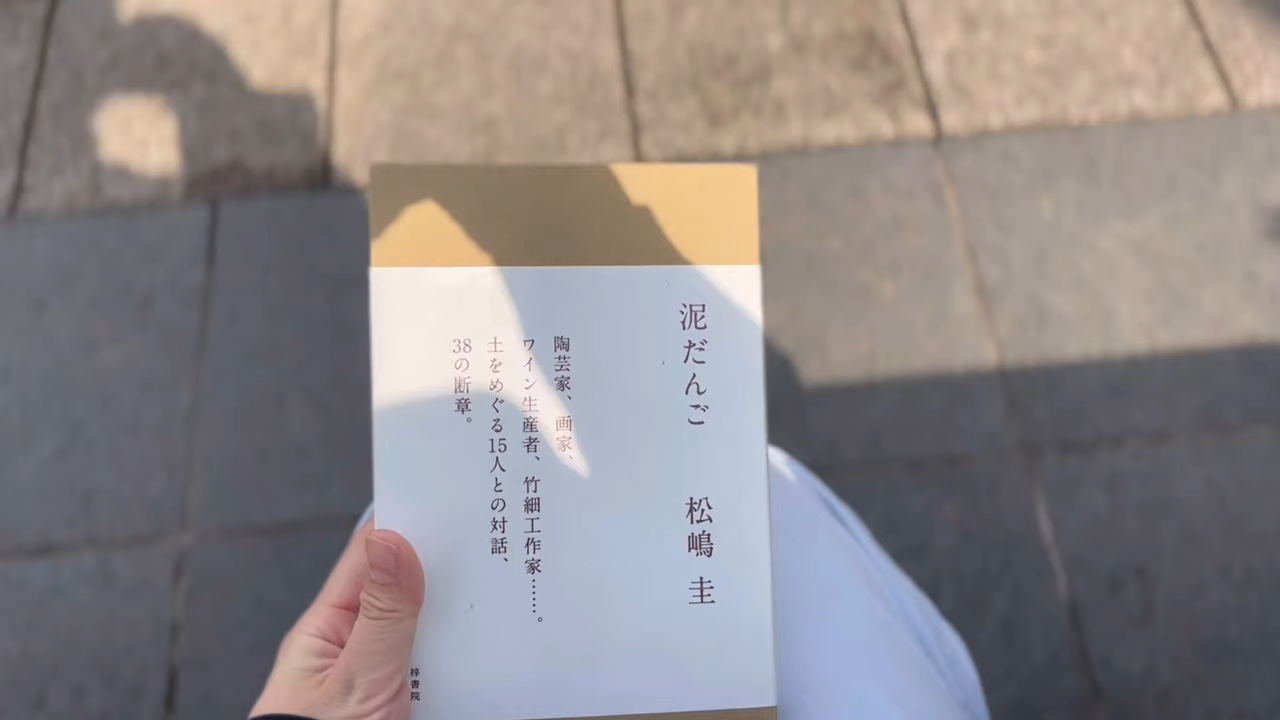 泥だんご 松嶋 圭
陶芸家、画家、
ワイン生産者、竹細工作家……。
土をめぐる15人との対話、
38の断章。
梓書院